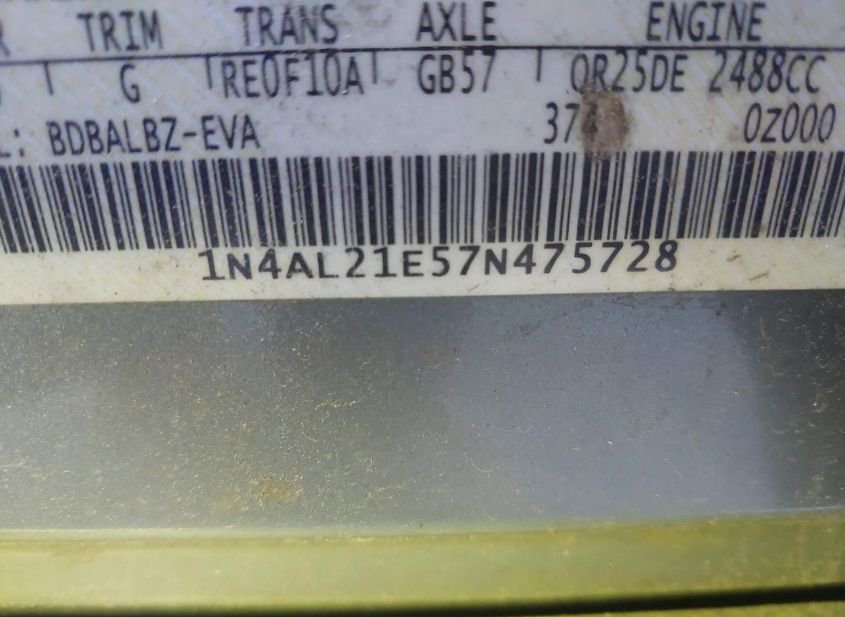 TRIM TRANS AXLE ENGINE
G RE0F10A GB57 QR25DE 2488CC
BDBALBZ-EVA 0Z000
1N4AL21E57N475728